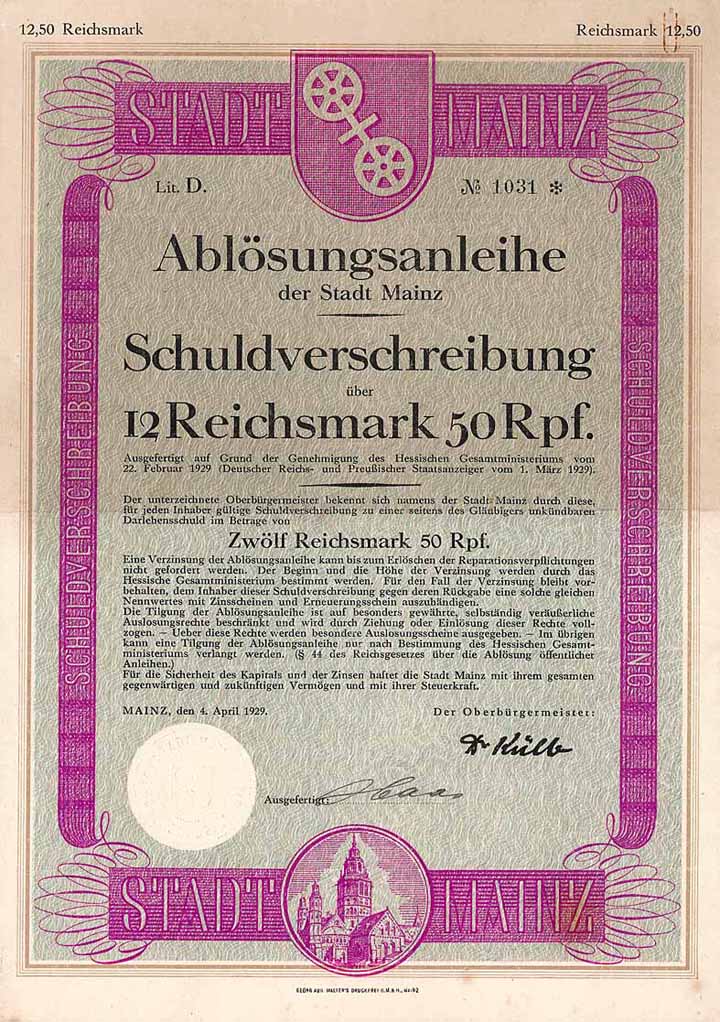 12,50 Reichsmark
Reichsmark 12,50
STADT MAINZ
Lit. D.
№ 1031 ✻
Ablösungsanleihe
der Stadt Mainz
Schuldverschreibung
über
12 Reichsmark 50 Rpf.
Ausgefertigt auf Grund der Genehmigung des Hessischen Gesamtministeriums vom
22. Februar 1929 (Deutscher Reichs- und Preußischer Staatsanzeiger vom 1. März 1929).
Der unterzeichnete Oberbürgermeister bekennt sich namens der Stadt Mainz durch diese,
für jeden Inhaber gültige Schuldverschreibung zu einer seitens des Gläubigers unkündbaren
Darlehensschuld im Betrage von
Zwölf Reichsmark 50 Rpf.
Eine Verzinsung der Ablösungsanleihe kann bis zum Erlöschen der Reparationsverpflichtungen
nicht gefordert werden. Der Beginn und die Höhe der Verzinsung werden durch das
Hessische Gesamtministerium bestimmt werden. Für den Fall der Verzinsung bleibt vor-
behalten, dem Inhaber dieser Schuldverschreibung gegen deren Rückgabe eine solche gleichen
Nennwertes mit Zinsscheinen und Erneuerungsschein auszuhändigen.
Die Tilgung der Ablösungsanleihe ist auf besonders gewährte, selbständig veräußerliche
Auslosungsrechte beschränkt und wird durch Ziehung oder Einlösung dieser Rechte voll-
zogen. – Ueber diese Rechte werden besondere Auslosungsscheine ausgegeben. – Im übrigen
kann eine Tilgung der Ablösungsanleihe nur nach Bestimmung des Hessischen Gesamt-
ministeriums verlangt werden. (§ 44 des Reichsgesetzes über die Ablösung öffentlicher
Anleihen.)
Für die Sicherheit des Kapitals und der Zinsen haftet die Stadt Mainz mit ihrem gesamten
gegenwärtigen und zukünftigen Vermögen und mit ihrer Steuerkraft.
MAINZ, den 4. April 1929.
Der Oberbürgermeister:
Dr Külb
Ausgefertigt: Haas
SCHULDVERSCHREIBUNG
SCHULDVERSCHREIBUNG
STADT MAINZ
GEORG AUG. WALTER'S DRUCKEREI G.M.B.H., MAINZ